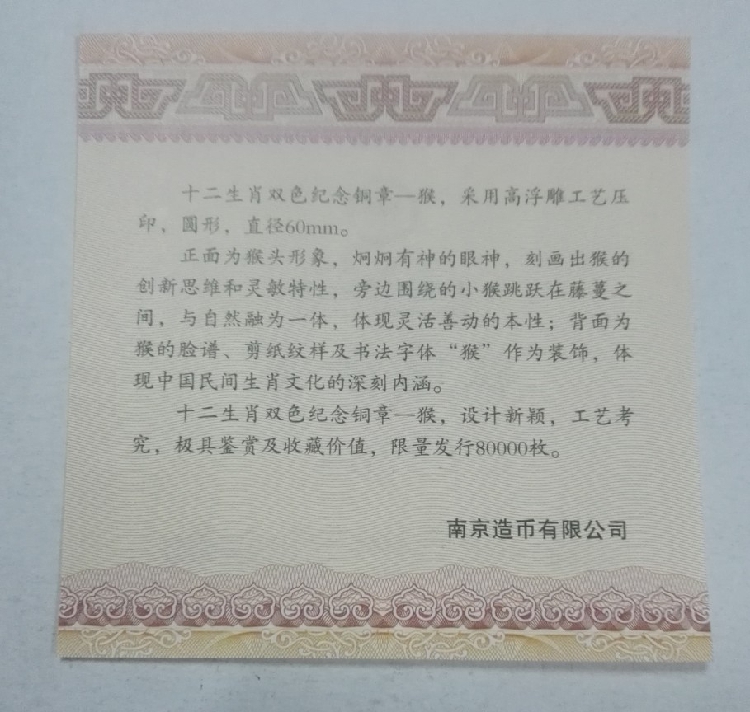 十二生肖双色纪念铜章—猴，采用高浮雕工艺压
印，圆形，直径60mm。
正面为猴头形象，炯炯有神的眼神，刻画出猴的
创新思维和灵敏特性，旁边围绕的小猴跳跃在藤蔓之
间，与自然融为一体，体现灵活善动的本性；背面为
猴的脸谱、剪纸纹样及书法字体“猴”作为装饰，体
现中国民间生肖文化的深刻内涵。
十二生肖双色纪念铜章—猴，设计新颖，工艺考
究，极具鉴赏及收藏价值，限量发行80000枚。
南京造币有限公司